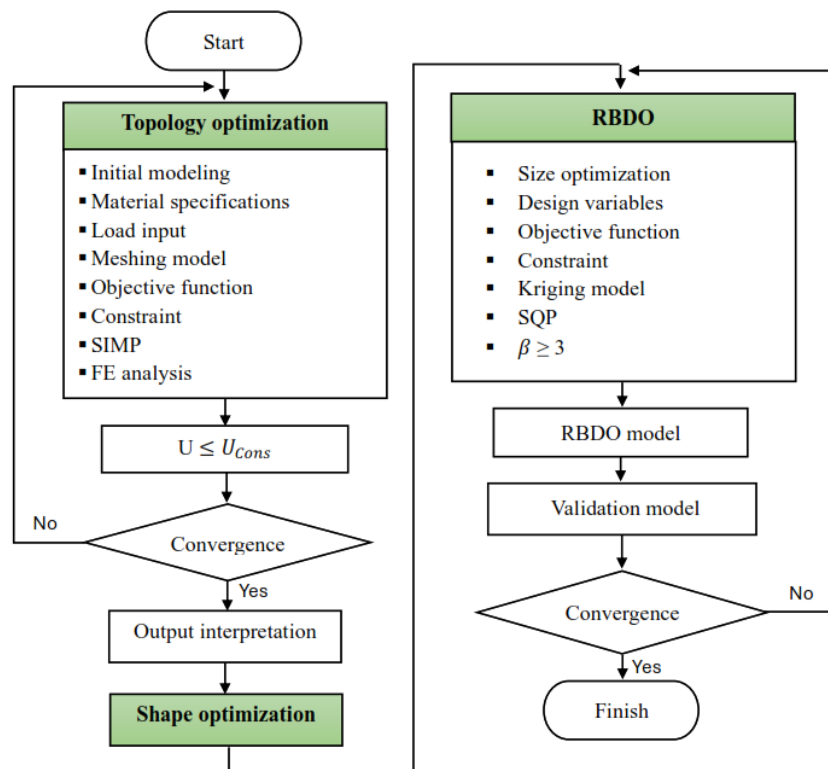 Start
Topology optimization
▪ Initial modeling
▪ Material specifications
▪ Load input
▪ Meshing model
▪ Objective function
▪ Constraint
▪ SIMP
▪ FE analysis
U ≤ U_Cons
No
Convergence
Yes
Output interpretation
Shape optimization
RBDO
▪ Size optimization
▪ Design variables
▪ Objective function
▪ Constraint
▪ Kriging model
▪ SQP
▪ β ≥ 3
RBDO model
Validation model
No
Convergence
Yes
Finish